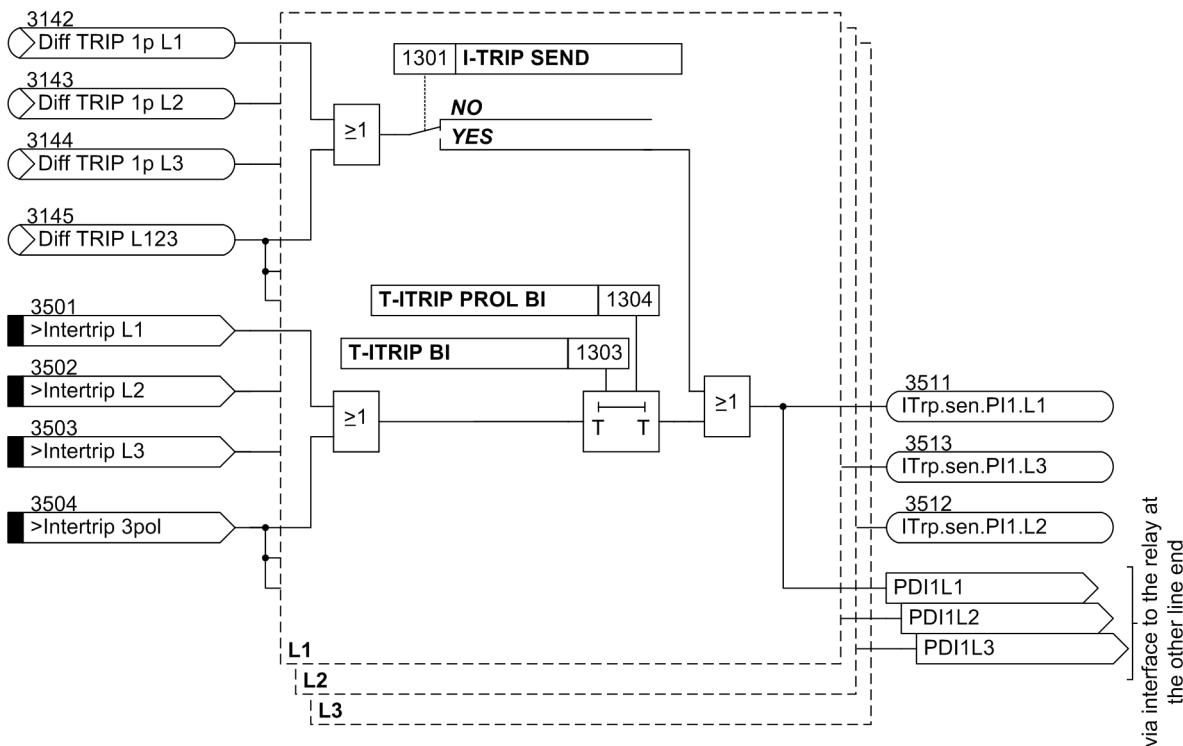 3142
Diff TRIP 1p L1
3143
Diff TRIP 1p L2
3144
Diff TRIP 1p L3
3145
Diff TRIP L123
3501
>Intertrip L1
3502
>Intertrip L2
3503
>Intertrip L3
3504
>Intertrip 3pol
1301 I-TRIP SEND
≥1
NO
YES
T-ITRIP PROL BI 1304
T-ITRIP BI 1303
≥1
T T
≥1
3511
ITrp.sen.PI1.L1
3513
ITrp.sen.PI1.L3
3512
ITrp.sen.PI1.L2
PDI1L1
PDI1L2
PDI1L3
via interface to the relay at
the other line end
L1
L2
L3